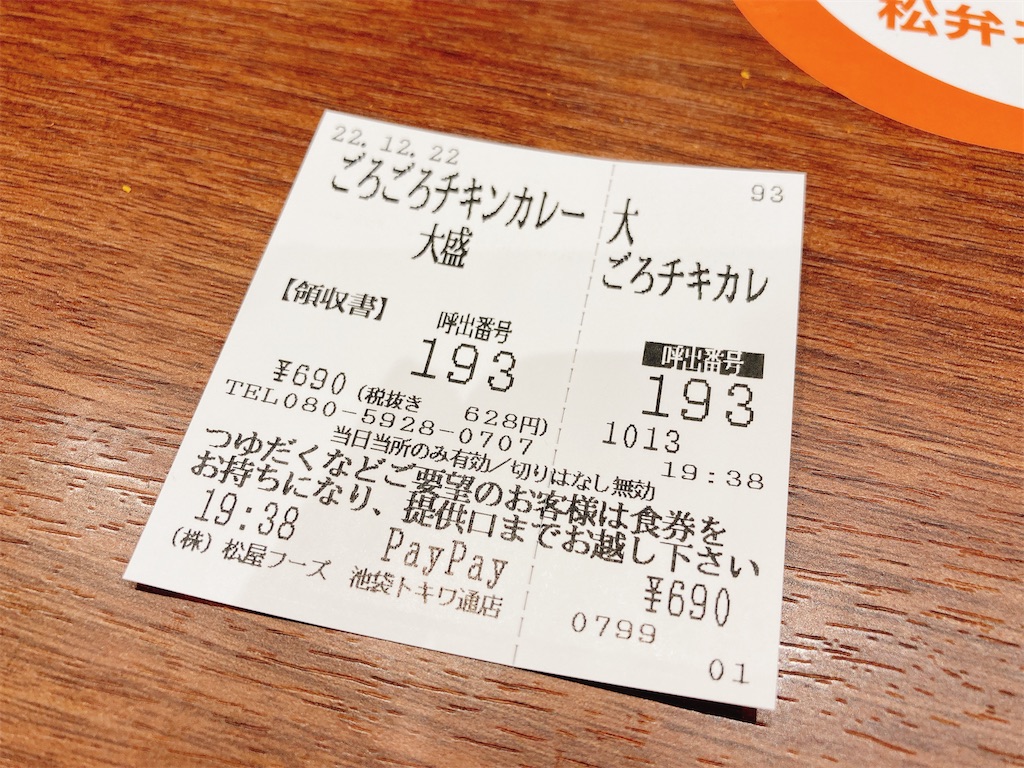 松弁
22.12.22
ごろごろチキンカレー
大盛
【領収書】
呼出番号
193
¥690 (税抜き 628円)
TEL080-5928-0707
当日当所のみ有効/切りはなし無効
つゆだくなどご要望のお客様は食券を
お持ちになり、提供口までお越し下さい
19:38
PayPay
(株)松屋フーズ 池袋トキワ通店
93
大
ごろチキカレ
呼出番号
193
1013
19:38
¥690
0799
01